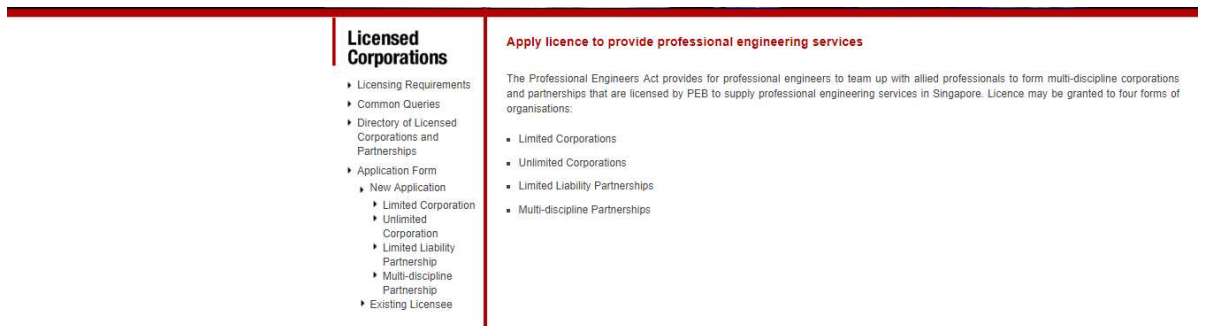 Licensed
Corporations
Licensing Requirements
Common Queries
Directory of Licensed
Corporations and
Partnerships
Application Form
New Application
Limited Corporation
Unlimited
Corporation
Limited Liability
Partnership
Multi-discipline
Partnership
Existing Licensee
Apply licence to provide professional engineering services
The Professional Engineers Act provides for professional engineers to team up with allied professionals to form multi-discipline corporations
and partnerships that are licensed by PEB to supply professional engineering services in Singapore. Licence may be granted to four forms of
organisations:
Limited Corporations
Unlimited Corporations
Limited Liability Partnerships
Multi-discipline Partnerships